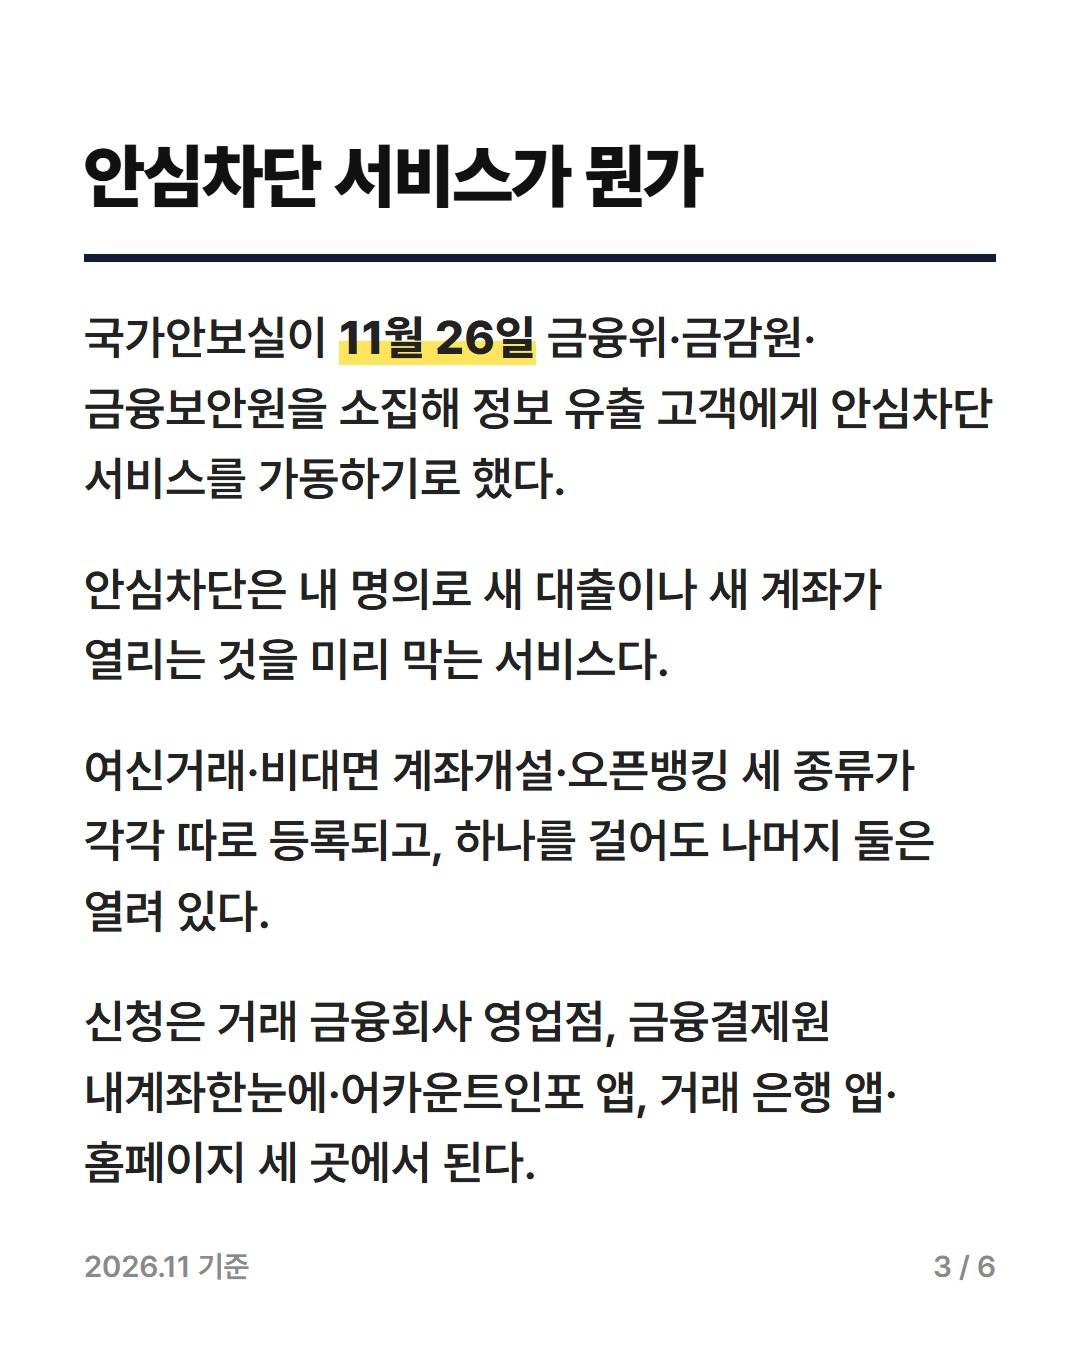 안심차단 서비스가 뭔가
국가안보실이 11월 26일 금융위·금감원·
금융보안원을 소집해 정보 유출 고객에게 안심차단
서비스를 가동하기로 했다.
안심차단은 내 명의로 새 대출이나 새 계좌가
열리는 것을 미리 막는 서비스다.
여신거래·비대면 계좌개설·오픈뱅킹 세 종류가
각각 따로 등록되고, 하나를 걸어도 나머지 둘은
열려 있다.
신청은 거래 금융회사 영업점, 금융결제원
내계좌한눈에·어카운트인포 앱, 거래 은행 앱·
홈페이지 세 곳에서 된다.
2026.11 기준
3 / 6